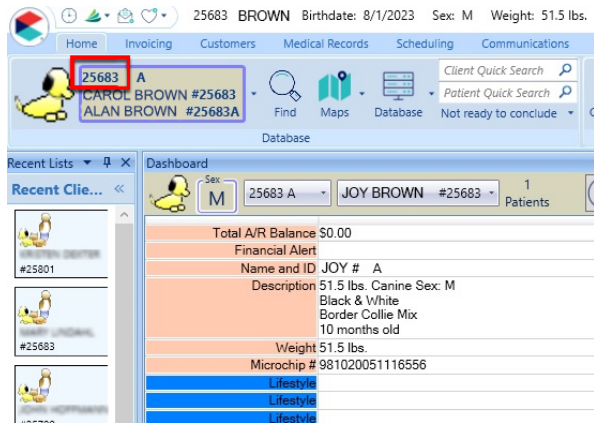 25683 BROWN Birthdate: 8/1/2023 Sex: M Weight: 51.5 lbs.
Home Invoicing Customers Medical Records Scheduling Communications
25683 A
CAROL BROWN #25683
ALAN BROWN #25683A
Find Maps Database
Client Quick Search
Patient Quick Search
Not ready to conclude
Database
Recent Lists
Dashboard
Recent Clie...
Sex
M
25683 A
JOY BROWN #25683
1
Patients
#25801
#25683
Total A/R Balance $0.00
Financial Alert
Name and ID JOY # A
Description 51.5 lbs. Canine Sex: M
Black & White
Border Collie Mix
10 months old
Weight 51.5 lbs.
Microchip # 981020051116556
Lifestyle
Lifestyle
Lifestyle